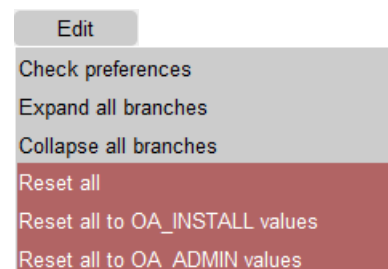 Edit
Check preferences
Expand all branches
Collapse all branches
Reset all
Reset all to OA_INSTALL values
Reset all to OA_ADMIN values